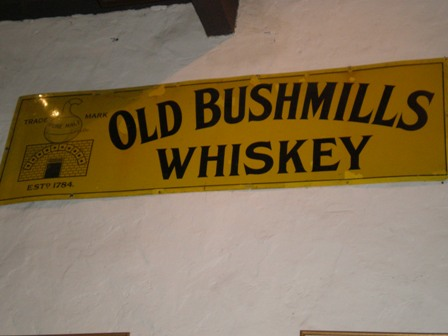 TRADE MARK
OLD BUSHMILLS
WHISKEY
ESTD 1784.